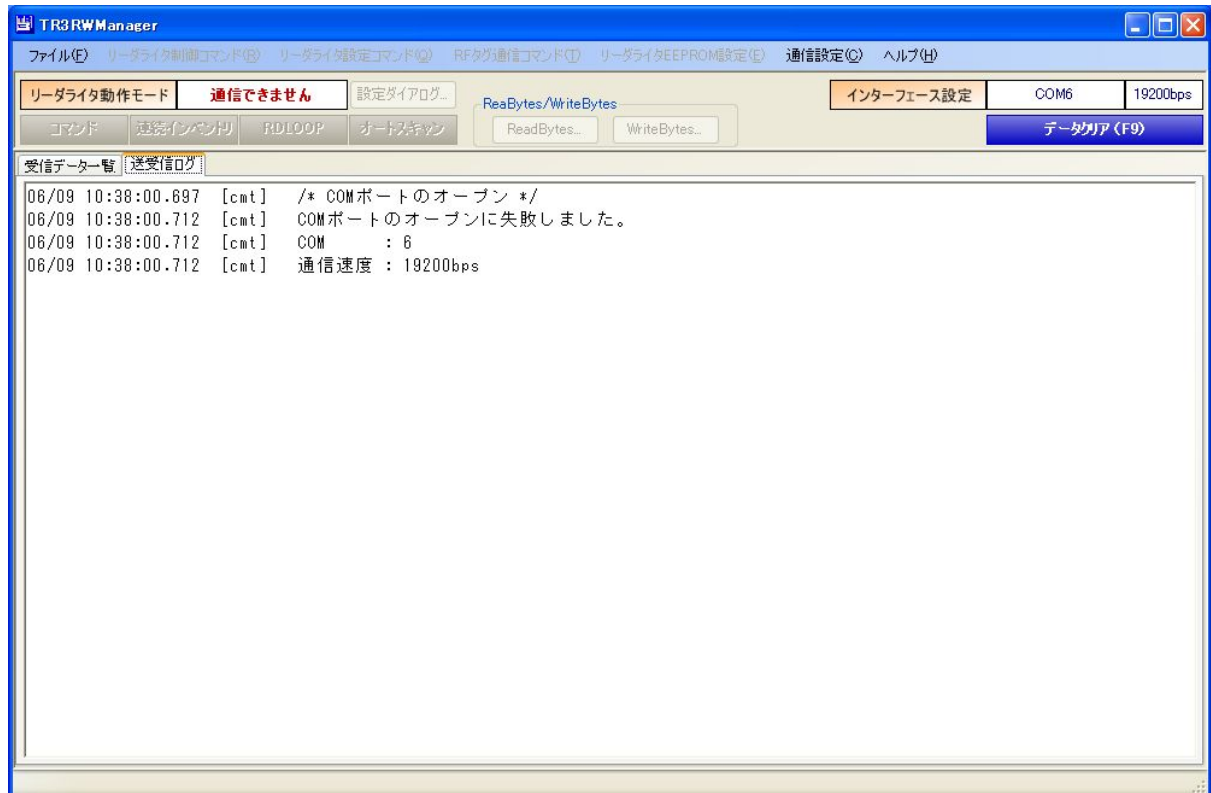 TR3RWManager
ファイル(F) リーダライタ制御コマンド(R) リーダライタ設定コマンド(Q) RFタグ通信コマンド(T) リーダライタEEPROM設定(E) 通信設定(C) ヘルプ(H)
リーダライタ動作モード 通信できません 設定ダイアログ... ReaBytes/WriteBytes インターフェース設定 COM6 19200bps
コマンド 連続インベントリ RDLOOP オートスキャン ReadBytes... WriteBytes... データクリア (F9)
受信データ一覧 送受信ログ
06/09 10:38:00.697 [cmt] /* COMポートのオープン */
06/09 10:38:00.712 [cmt] COMポートのオープンに失敗しました。
06/09 10:38:00.712 [cmt] COM : 6
06/09 10:38:00.712 [cmt] 通信速度 : 19200bps